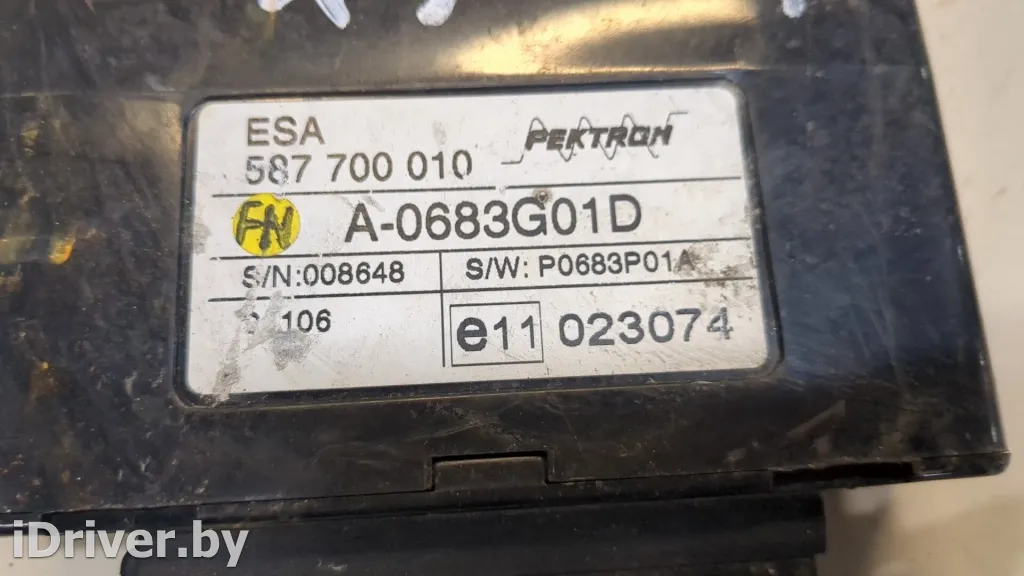 ESA
587 700 010
PEKTRON
FN
A-0683G01D
S/N:008648
S/W: P0683P01A
106
e11 023074
iDriver.by